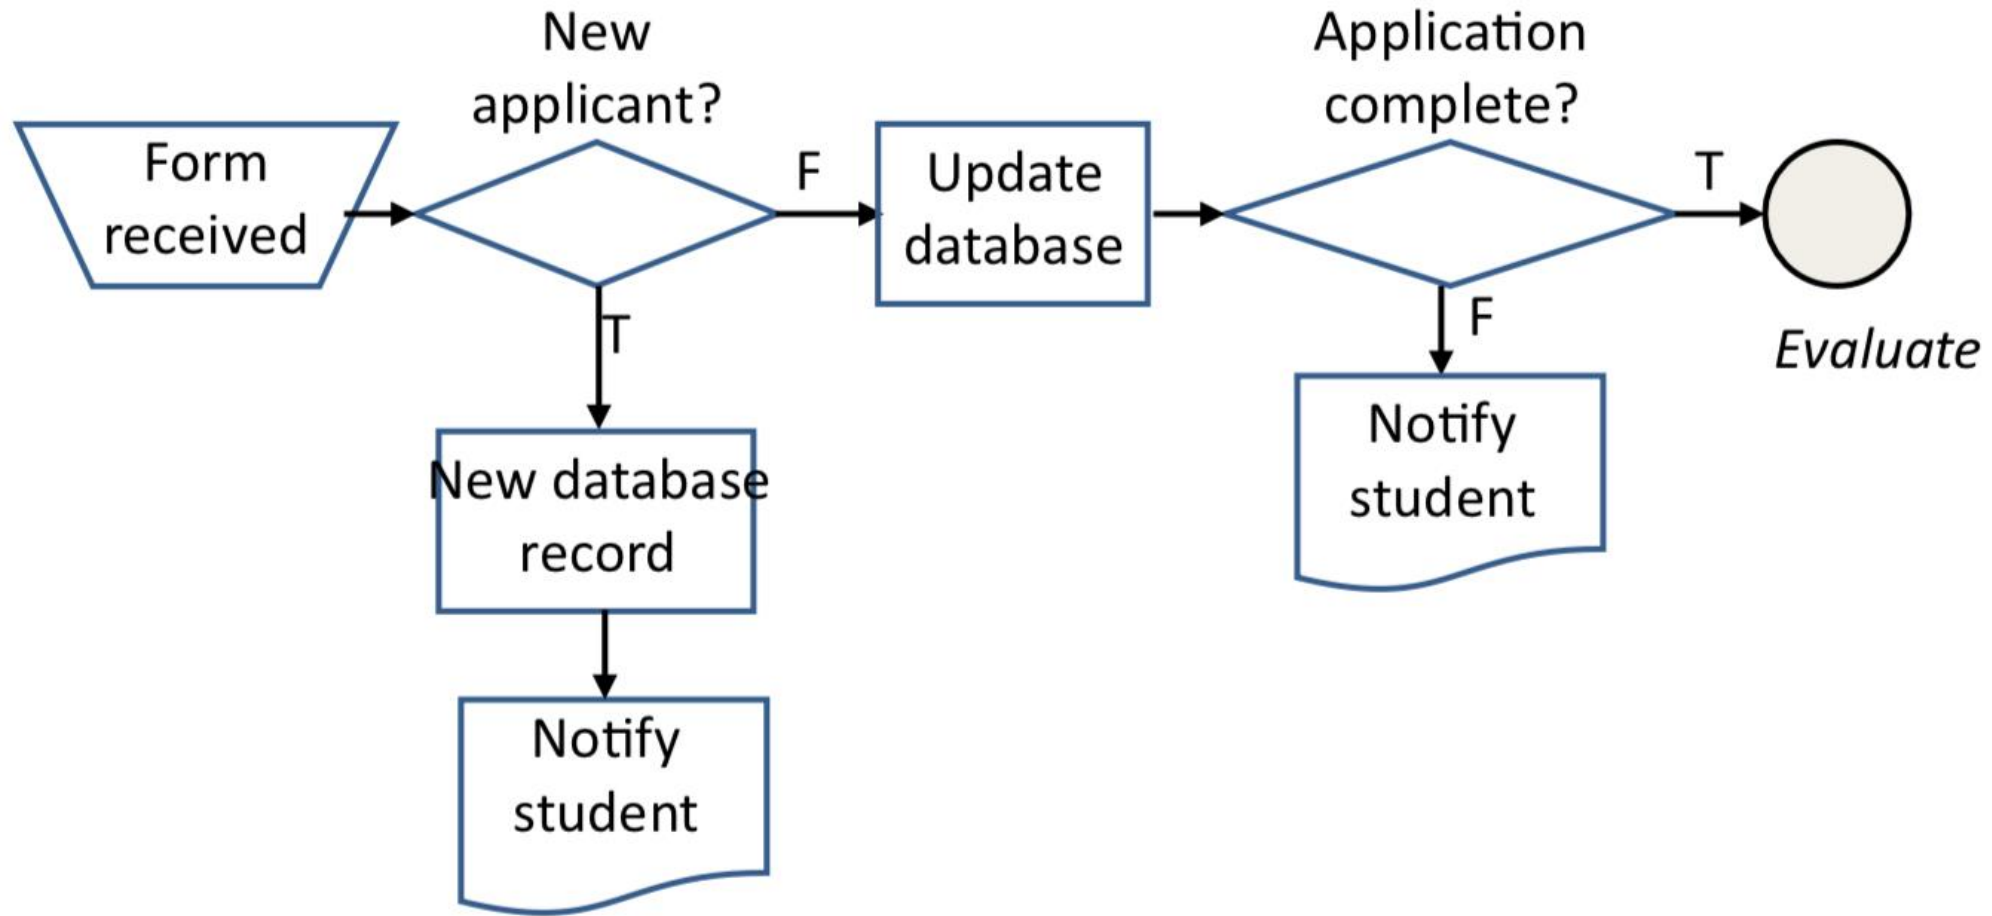 New
applicant?
Application
complete?
Form
received
F
Update
database
T
Evaluate
T
New database
record
Notify
student
F
Notify
student